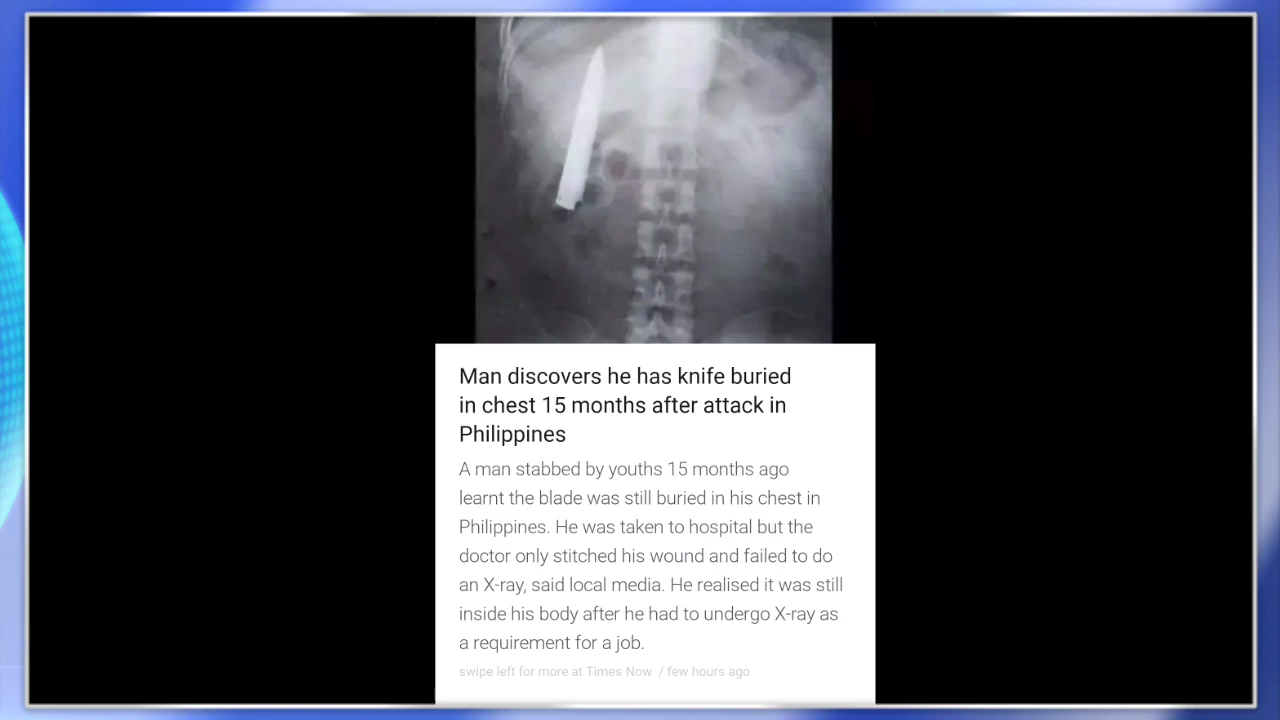 Man discovers he has knife buried
in chest 15 months after attack in
Philippines
A man stabbed by youths 15 months ago
learnt the blade was still buried in his chest in
Philippines. He was taken to hospital but the
doctor only stitched his wound and failed to do
an X-ray, said local media. He realised it was still
inside his body after he had to undergo X-ray as
a requirement for a job.
swipe left for more at Times Now / few hours ago